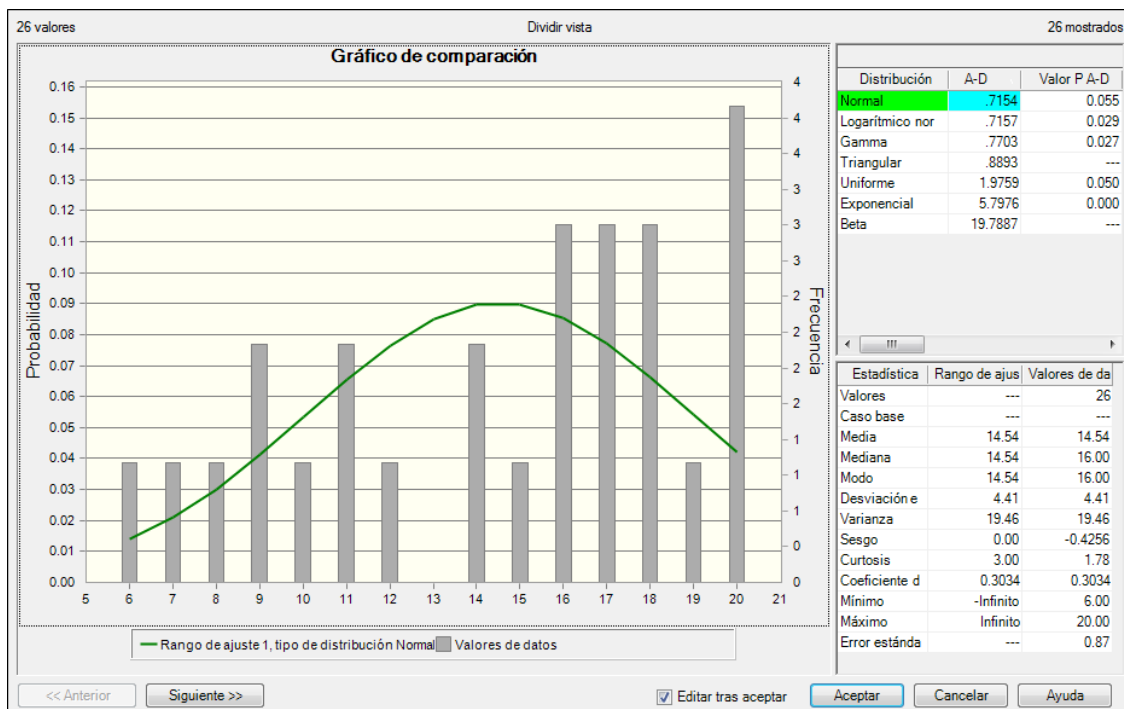 26 valores Dividir vista 26 mostrados
Gráfico de comparación
Probabilidad
0.16
0.15
0.14
0.13
0.12
0.11
0.10
0.09
0.08
0.07
0.06
0.05
0.04
0.03
0.02
0.01
0.00
4
4
4
3
3
3
2
2
2
2
1
1
1
0
0
Frecuencia
5 6 7 8 9 10 11 12 13 14 15 16 17 18 19 20 21
Rango de ajuste 1, tipo de distribución Normal Valores de datos
Distribución A-D Valor P A-D
Normal .7154 0.055
Logarítmico nor .7157 0.029
Gamma .7703 0.027
Triangular .8893 ---
Uniforme 1.9759 0.050
Exponencial 5.7976 0.000
Beta 19.7887 ---
Estadística Rango de ajus Valores de da
Valores --- 26
Caso base --- ---
Media 14.54 14.54
Mediana 14.54 16.00
Modo 14.54 16.00
Desviación e 4.41 4.41
Varianza 19.46 19.46
Sesgo 0.00 -0.4256
Curtosis 3.00 1.78
Coeficiente d 0.3034 0.3034
Mínimo -Infinito 6.00
Máximo Infinito 20.00
Error estánda --- 0.87
<< Anterior Siguiente >> Editar tras aceptar Aceptar Cancelar Ayuda